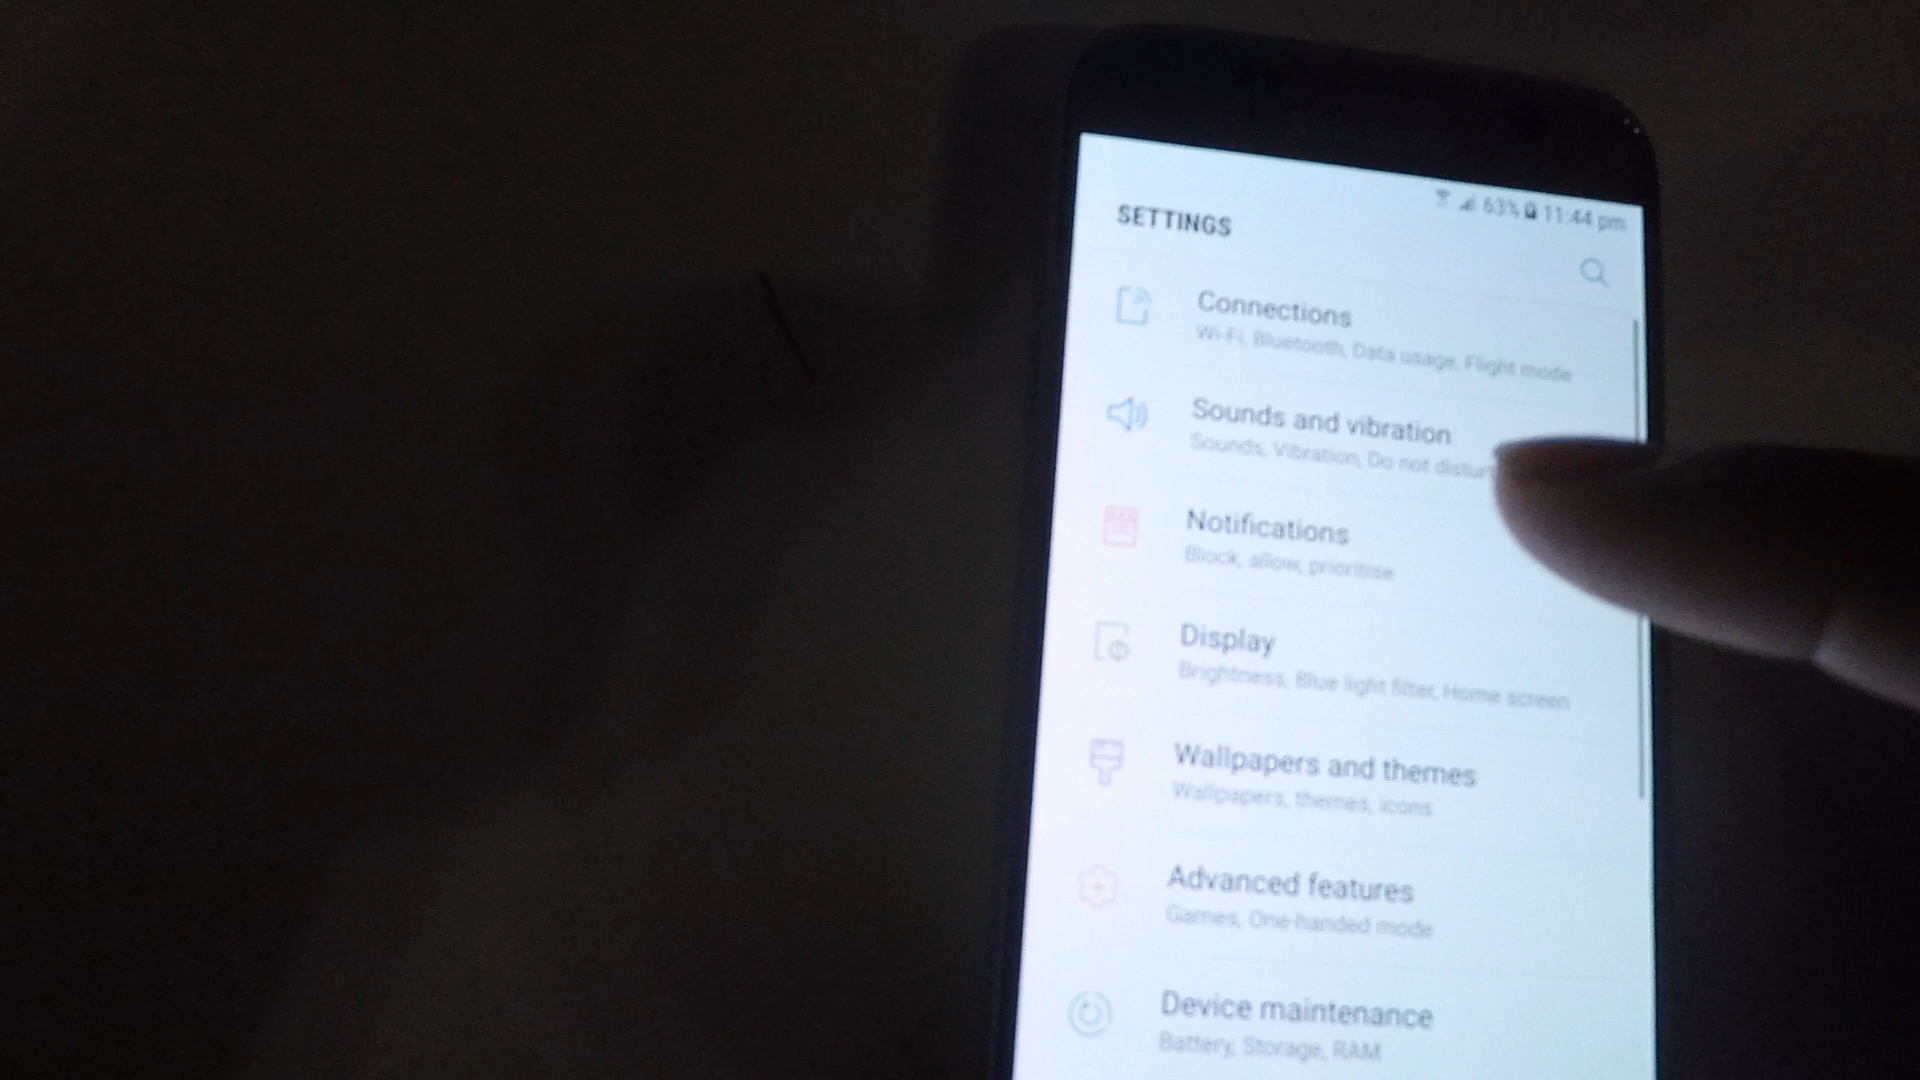 63% 11:44 pm
SETTINGS
Connections
Wi-Fi, Bluetooth, Data usage, Flight mode
Sounds and vibration
Sounds, Vibration, Do not distur
Notifications
Block, allow, prioritise
Display
Brightness, Blue light filter, Home screen
Wallpapers and themes
Wallpapers, themes, icons
Advanced features
Games, One-handed mode
Device maintenance
Battery, Storage, RAM